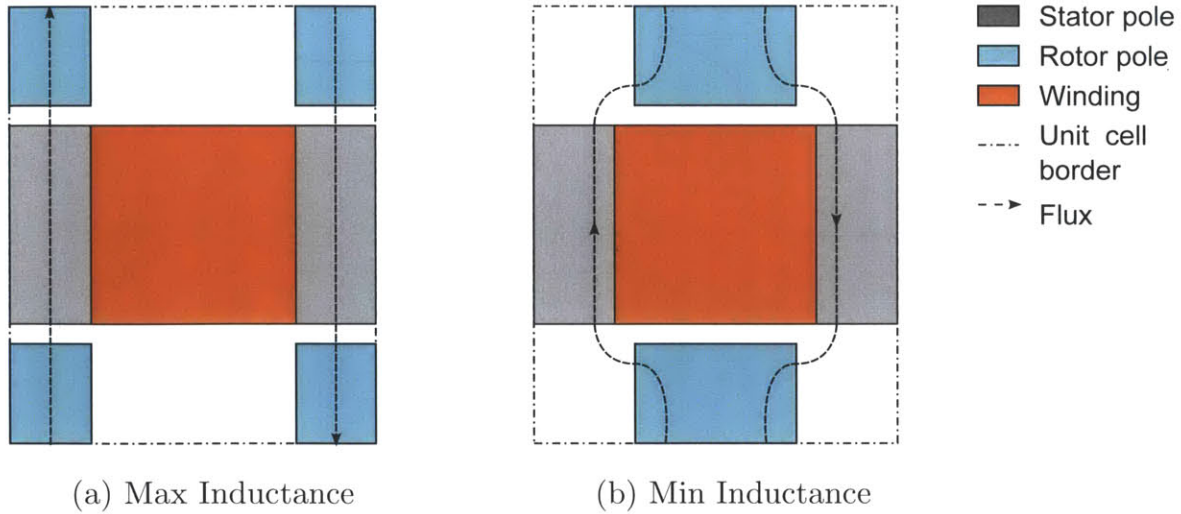 Stator pole
Rotor pole
Winding
Unit cell
border
Flux
(a) Max Inductance
(b) Min Inductance